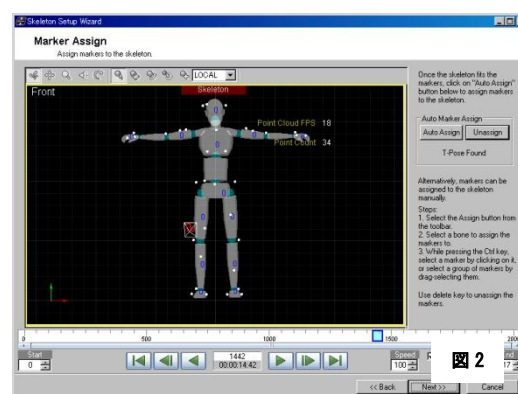 Skeleton Setup Wizard
Marker Assign
Assign markers to the skeleton.
LOCAL
Front
Skeleton
Point Cloud FPS 18
Point Count 34
Once the skeleton fits the
markers, click on "Auto Assign"
button below to assign markers
to the skeleton.
Auto Marker Assign
Auto Assign
Unassign
T-Pose Found
Alternatively, markers can be
assigned to the skeleton
manually.
Steps:
1. Select the Assign button from
the toolbar.
2. Select a bone to assign the
markers to.
3. While pressing the Ctrl key,
select a marker by clicking on it,
or select a group of markers by
drag-selecting them.
Use delete key to unassign the
markers.
0 500 1000 1500
Start
0
1442
00:00:14:42
Speed
100
図 2
<< Back
Next >>
Cancel